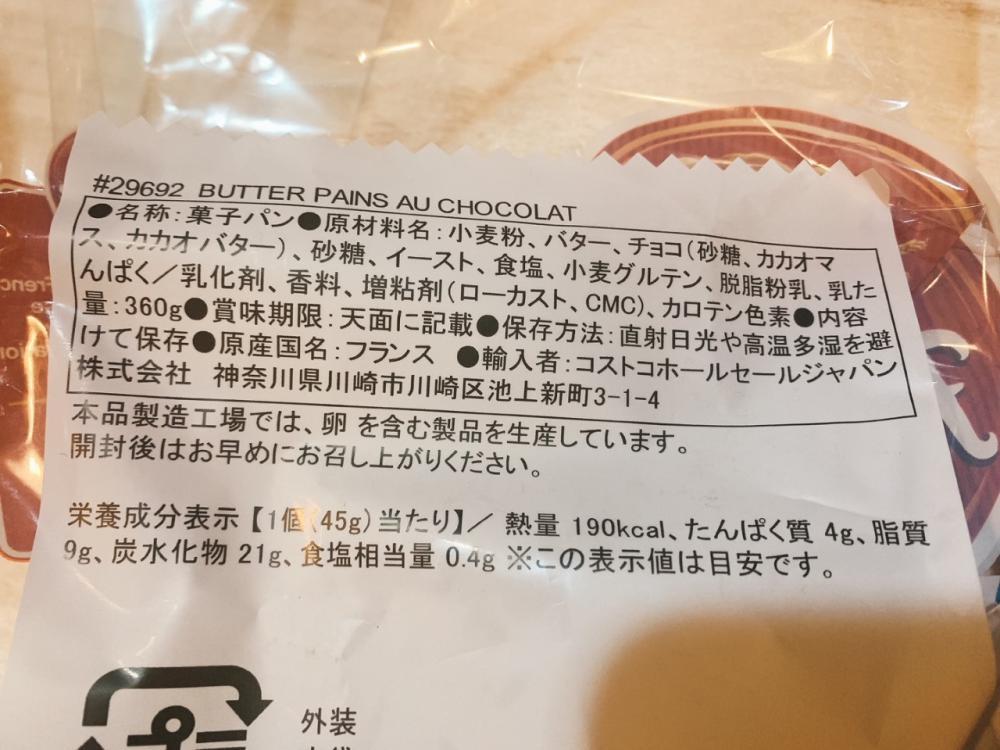 #29692 BUTTER PAINS AU CHOCOLAT
●名称:菓子パン●原材料名:小麦粉、バター、チョコ(砂糖、カカオマ
ス、カカオバター)、砂糖、イースト、食塩、小麦グルテン、脱脂粉乳、乳た
んぱく/乳化剤、香料、増粘剤(ローカスト、CMC)、カロテン色素●内容
量:360g●賞味期限:天面に記載●保存方法:直射日光や高温多湿を避
けて保存●原産国名:フランス ●輸入者:コストコホールセールジャパン
株式会社 神奈川県川崎市川崎区池上新町3-1-4
本品製造工場では、卵 を含む製品を生産しています。
開封後はお早めにお召し上がりください。
栄養成分表示【1個(45g)当たり】/ 熱量 190kcal、たんぱく質 4g、脂質
9g、炭水化物 21g、食塩相当量 0.4g ※この表示値は目安です。
外装